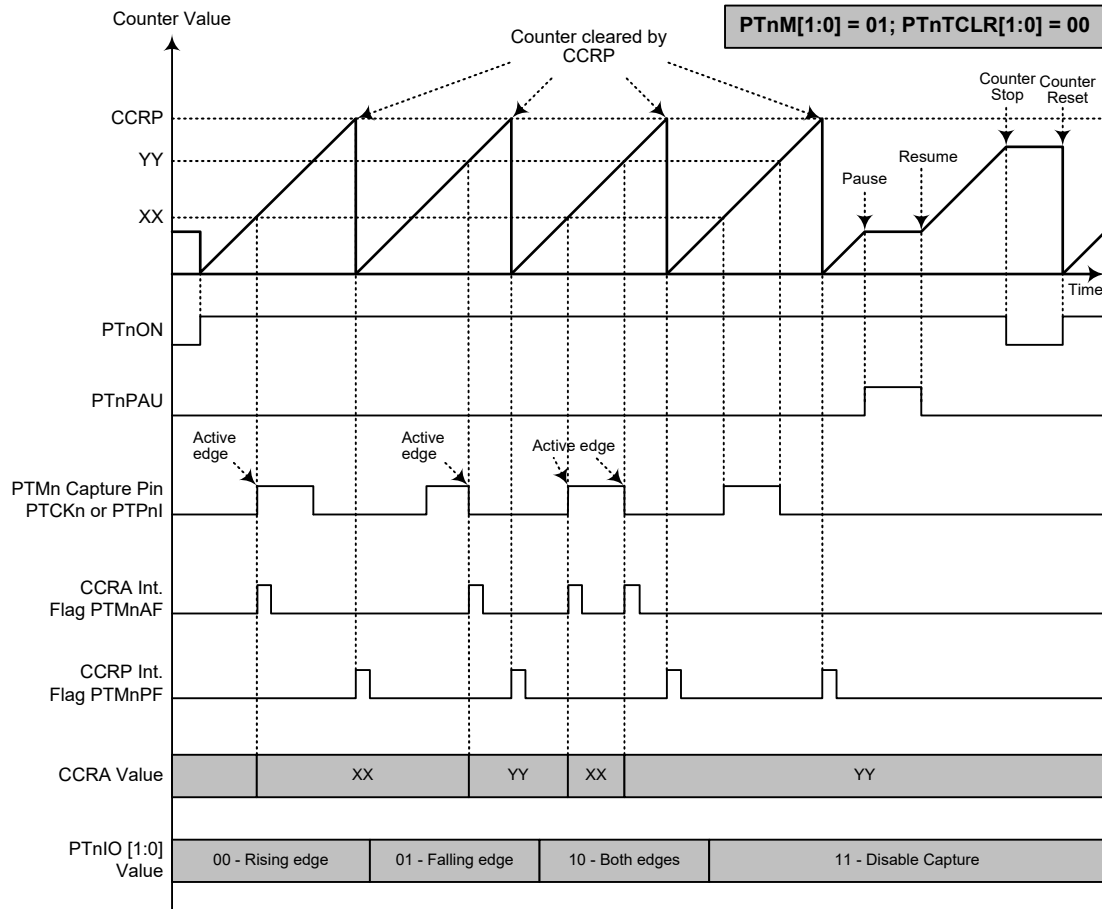 Counter Value
PTnM[1:0] = 01; PTnTCLR[1:0] = 00
Counter cleared by
CCRP
Counter
Stop
Counter
Reset
CCRP
YY
Resume
Pause
XX
Time
PTnON
PTnPAU
Active
edge
Active
edge
Active edge
PTMn Capture Pin
PTCKn or PTPnI
CCRA Int.
Flag PTMnAF
CCRP Int.
Flag PTMnPF
CCRA Value
XX
YY
XX
YY
PTnIO [1:0]
Value
00 - Rising edge
01 - Falling edge
10 - Both edges
11 - Disable Capture